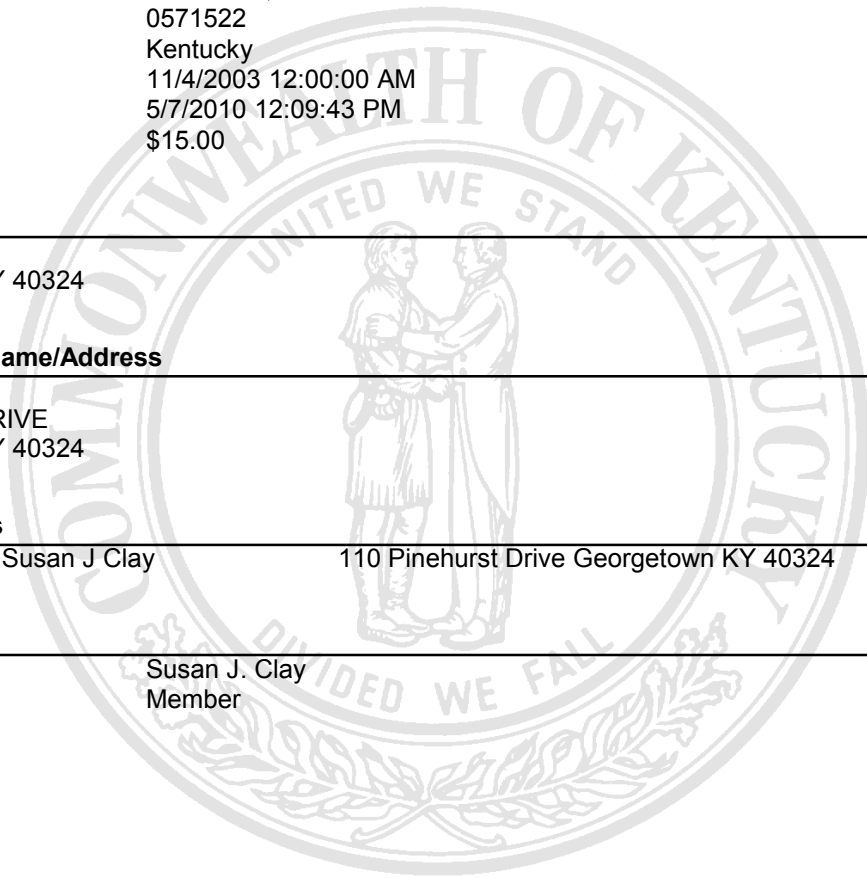 0571522
Kentucky
11/4/2003 12:00:00 AM
5/7/2010 12:09:43 PM
$15.00
Y 40324
ame/Address
RIVE
Y 40324
s
Susan J Clay 110 Pinehurst Drive Georgetown KY 40324
Susan J. Clay
Member
COMMONWEALTH OF KENTUCKY
UNITED WE STAND
DIVIDED WE FALL